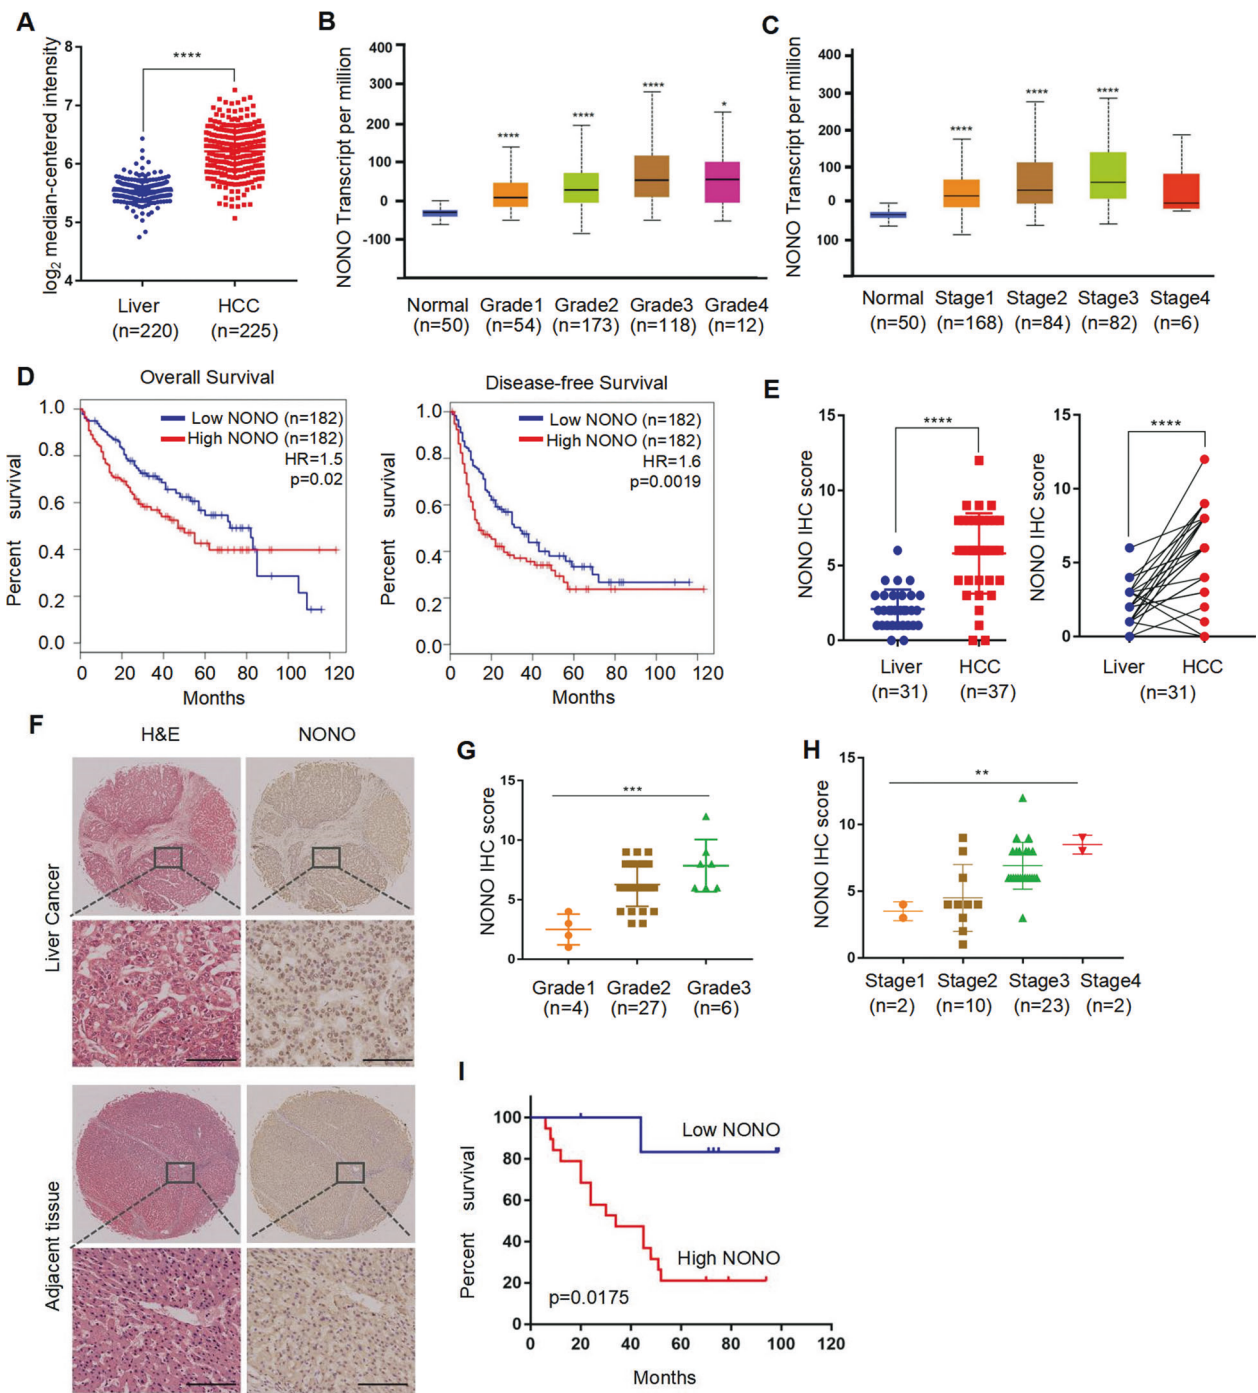 A
log2 median-centered intensity
8
7
6
5
4
****
Liver
(n=220)
HCC
(n=225)
B
NONO Transcript per million
400
300
200
100
0
-100
****
****
****
*
Normal
(n=50)
Grade1
(n=54)
Grade2
(n=173)
Grade3
(n=118)
Grade4
(n=12)
C
NONO Transcript per million
400
300
200
100
0
100
****
****
****
Normal
(n=50)
Stage1
(n=168)
Stage2
(n=84)
Stage3
(n=82)
Stage4
(n=6)
D
Overall Survival
Percent survival
1.0
0.8
0.6
0.4
0.2
0.0
Low NONO (n=182)
High NONO (n=182)
HR=1.5
p=0.02
0 20 40 60 80 100 120
Months
Disease-free Survival
Percent survival
1.0
0.8
0.6
0.4
0.2
0.0
Low NONO (n=182)
High NONO (n=182)
HR=1.6
p=0.0019
0 20 40 60 80 100 120
Months
E
NONO IHC score
15
10
5
0
****
Liver
(n=31)
HCC
(n=37)
NONO IHC score
15
10
5
0
****
Liver HCC
(n=31)
F
H&E NONO
Liver Cancer
Adjacent tissue
G
NONO IHC score
15
10
5
0
***
Grade1
(n=4)
Grade2
(n=27)
Grade3
(n=6)
H
NONO IHC score
15
10
5
0
**
Stage1
(n=2)
Stage2
(n=10)
Stage3
(n=23)
Stage4
(n=2)
I
Percent survival
100
80
60
40
20
0
Low NONO
High NONO
p=0.0175
0 20 40 60 80 100 120
Months